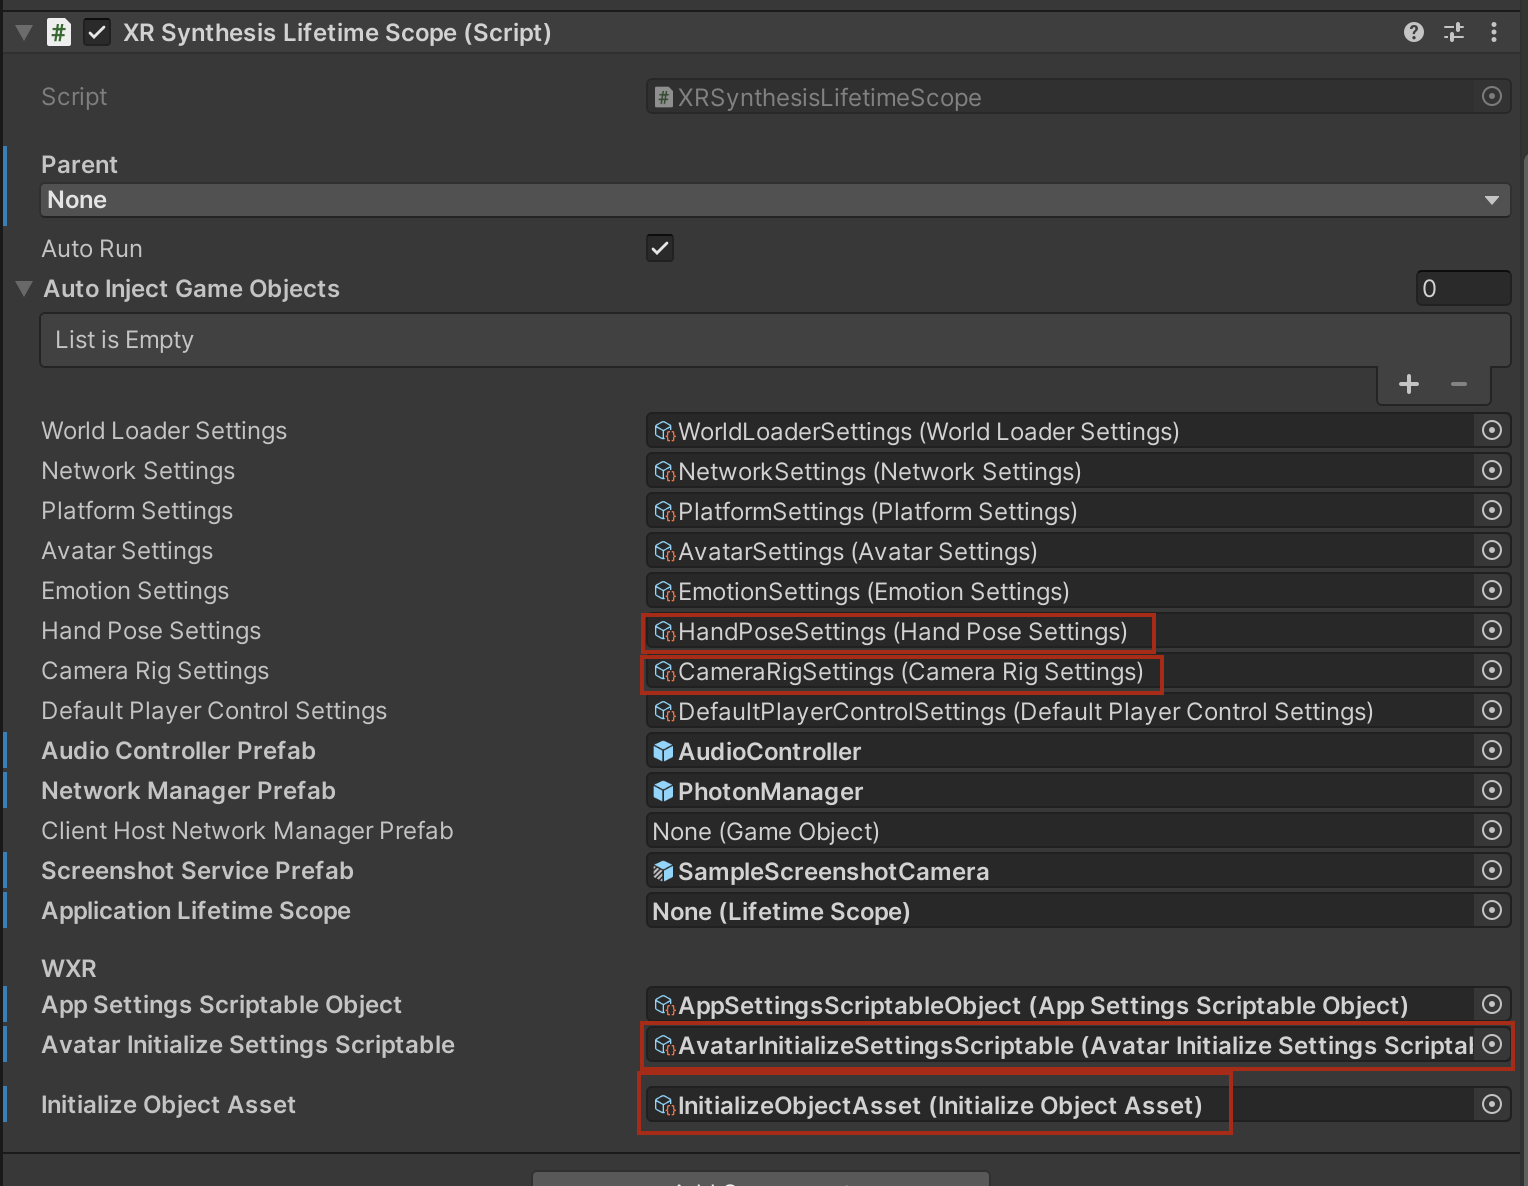 XR Synthesis Lifetime Scope (Script)
Script XRSynthesisLifetimeScope
Parent
None
Auto Run
Auto Inject Game Objects 0
List is Empty
World Loader Settings WorldLoaderSettings (World Loader Settings)
Network Settings NetworkSettings (Network Settings)
Platform Settings PlatformSettings (Platform Settings)
Avatar Settings AvatarSettings (Avatar Settings)
Emotion Settings EmotionSettings (Emotion Settings)
Hand Pose Settings HandPoseSettings (Hand Pose Settings)
Camera Rig Settings CameraRigSettings (Camera Rig Settings)
Default Player Control Settings DefaultPlayerControlSettings (Default Player Control Settings)
Audio Controller Prefab AudioController
Network Manager Prefab PhotonManager
Client Host Network Manager Prefab None (Game Object)
Screenshot Service Prefab SampleScreenshotCamera
Application Lifetime Scope None (Lifetime Scope)
WXR
App Settings Scriptable Object AppSettingsScriptableObject (App Settings Scriptable Object)
Avatar Initialize Settings Scriptable AvatarInitializeSettingsScriptable (Avatar Initialize Settings Scriptal
Initialize Object Asset InitializeObjectAsset (Initialize Object Asset)